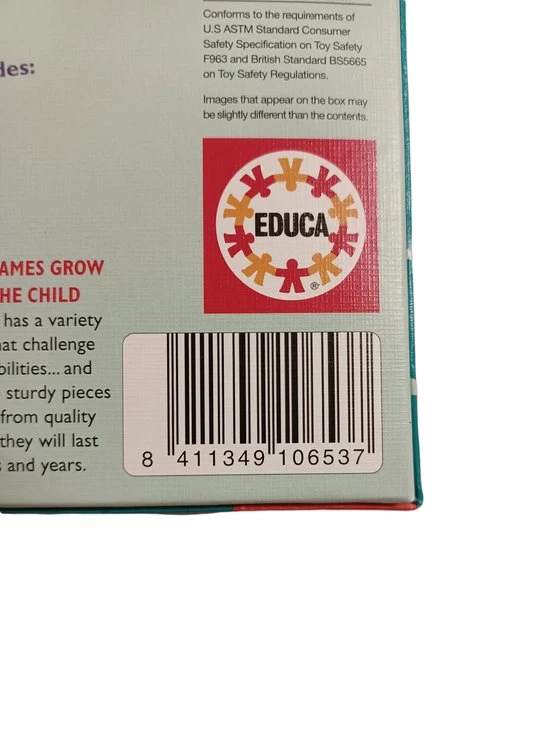 Conforms to the requirements of
U.S ASTM Standard Consumer
Safety Specification on Toy Safety
F963 and British Standard BS5665
on Toy Safety Regulations.
Images that appear on the box may
be slightly different than the contents.
des:
EDUCA
®
AMES GROW
HE CHILD
has a variety
at challenge
bilities... and
sturdy pieces
from quality
they will last
s and years.
8 411349 106537